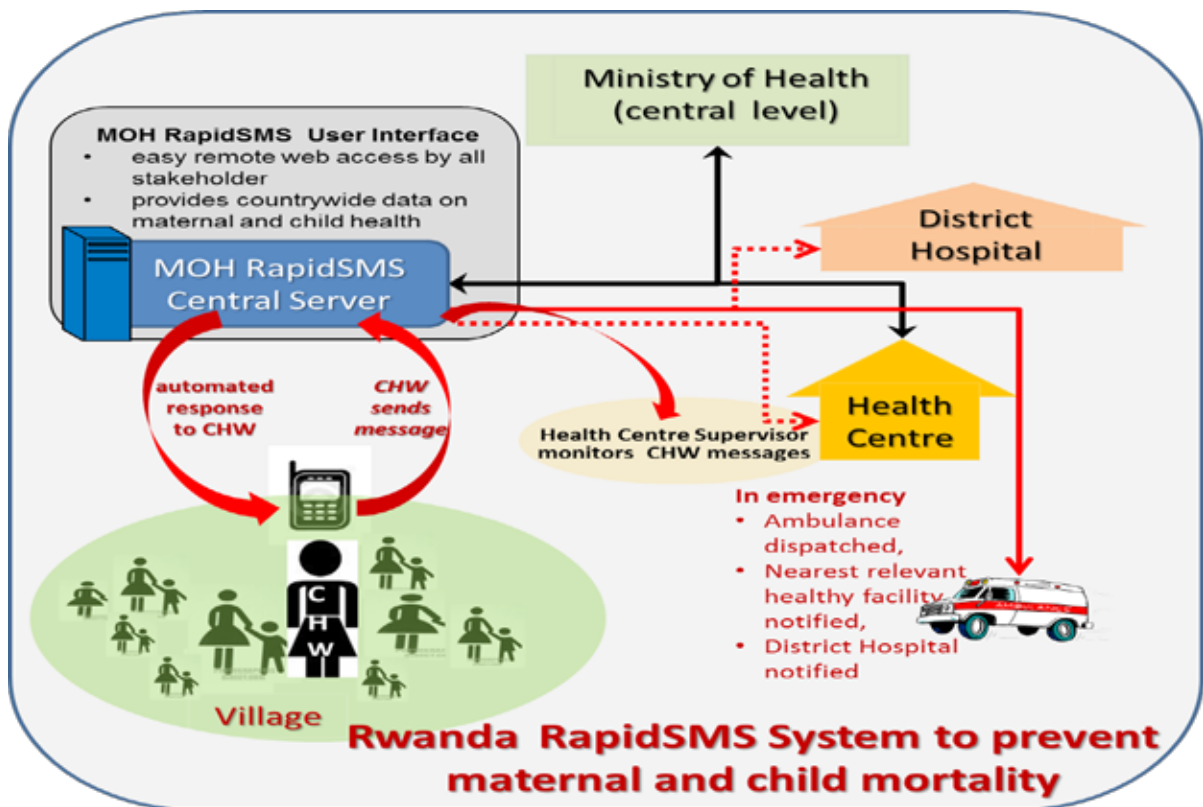 Ministry of Health
(central level)
MOH RapidSMS User Interface
• easy remote web access by all
stakeholder
• provides countrywide data on
maternal and child health
MOH RapidSMS
Central Server
District
Hospital
automated
response
to CHW
CHW
sends
message
Health Centre Supervisor
monitors CHW messages
Health
Centre
In emergency
• Ambulance
dispatched,
• Nearest relevant
healthy facility
notified,
• District Hospital
notified
AMBULANCE
C
H
W
Village
Rwanda RapidSMS System to prevent
maternal and child mortality